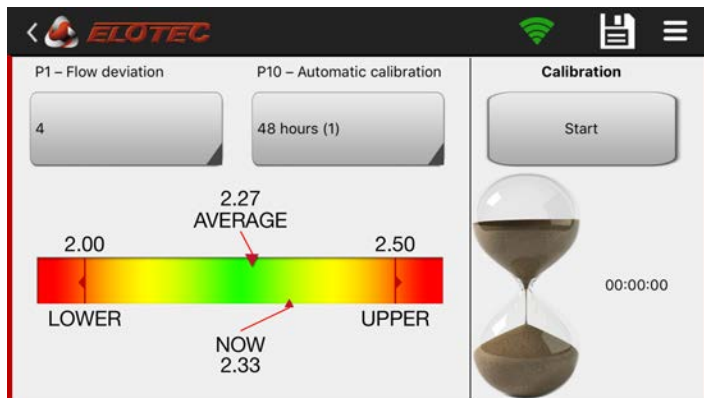 ELOTEC
P1 – Flow deviation
P10 – Automatic calibration
Calibration
4
48 hours (1)
Start
2.27
AVERAGE
2.00
2.50
00:00:00
LOWER
UPPER
NOW
2.33